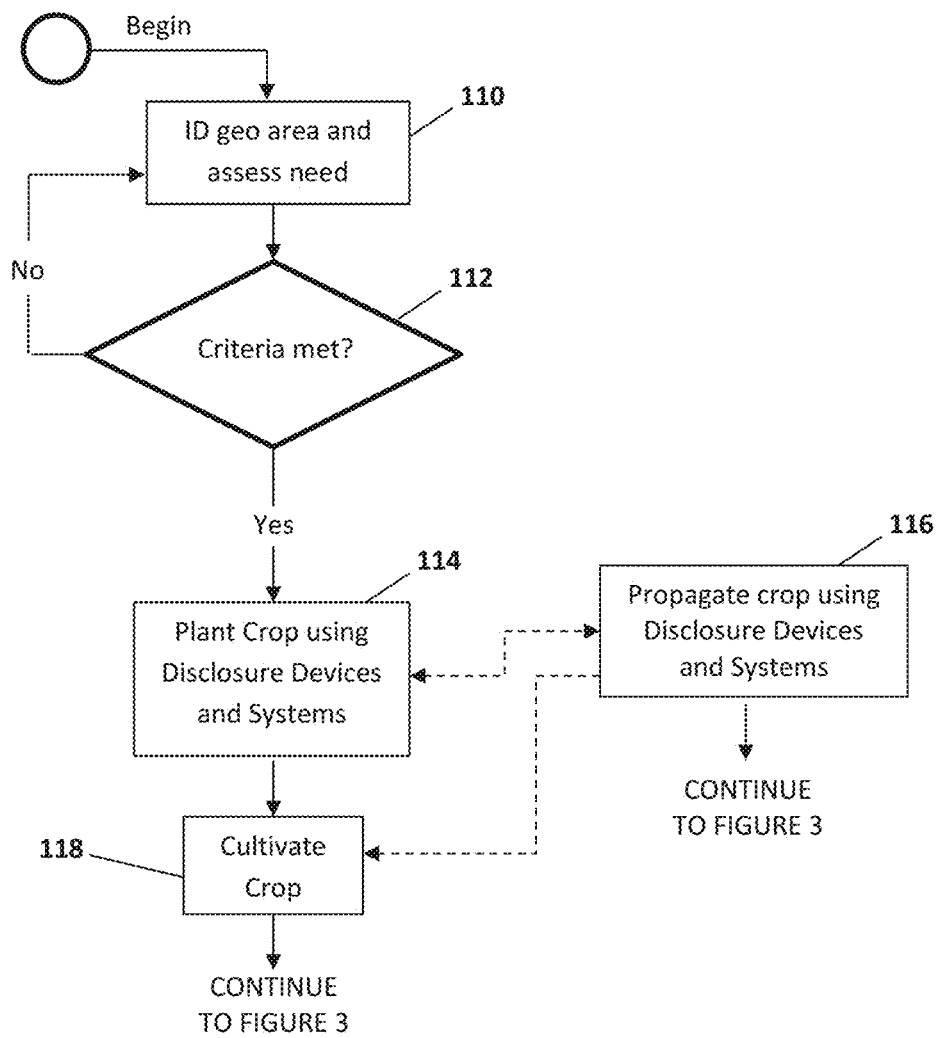 Begin
110
ID geo area and
assess need
No
112
Criteria met?
Yes
114
116
Plant Crop using
Disclosure Devices
and Systems
Propagate crop using
Disclosure Devices
and Systems
CONTINUE
TO FIGURE 3
118
Cultivate
Crop
CONTINUE
TO FIGURE 3